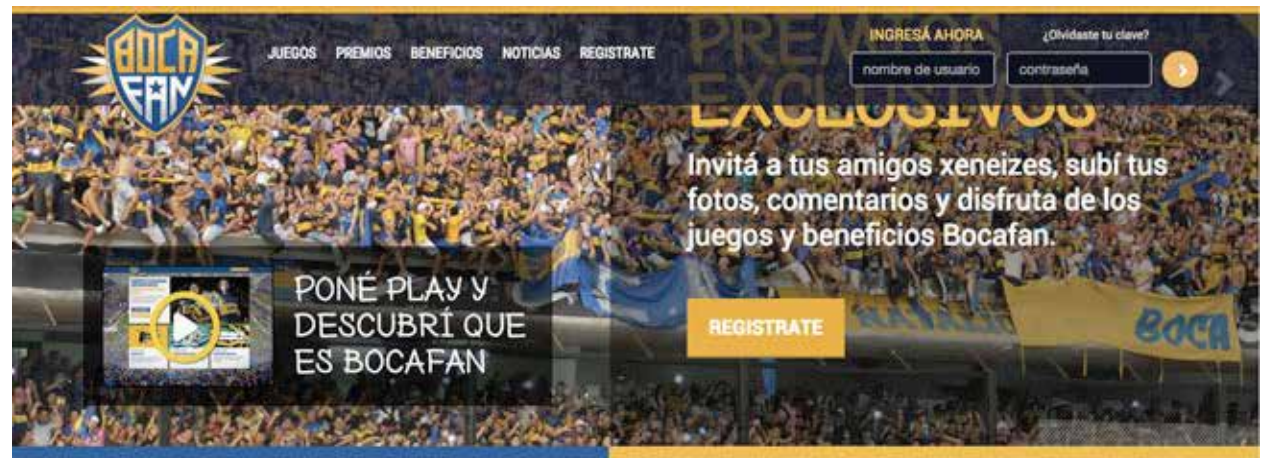 BOCA
FAN
JUEGOS PREMIOS BENEFICIOS NOTICIAS REGISTRATE
INGRESÁ AHORA ¿Olvidaste tu clave?
nombre de usuario contraseña
PREMIOS
EXCLUSIVOS
Invitá a tus amigos xeneizes, subí tus
fotos, comentarios y disfruta de los
juegos y beneficios Bocafan.
REGISTRATE
PONÉ PLAY Y
DESCUBRÍ QUE
ES BOCAFAN
BOCA